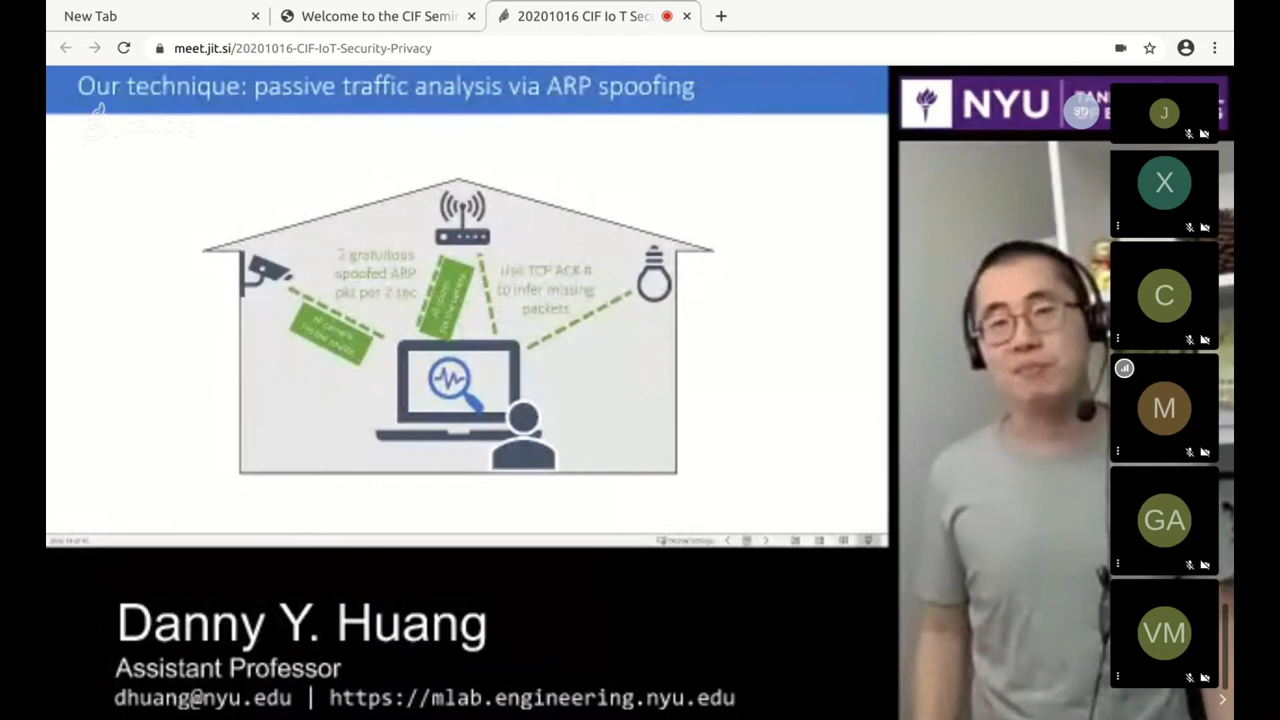 New Tab
Welcome to the CIF Semi
20201016 CIF Io T Sec
meet.jit.si/20201016-CIF-IoT-Security-Privacy
Our technique: passive traffic analysis via ARP spoofing
NYU
TAN
SD
J
2 gratuitous
spoofed ARP
pkt per 2 sec
Use TCP ACK #
to infer missing
packets
X
C
M
GA
VM
Danny Y. Huang
Assistant Professor
dhuang@nyu.edu | https://mlab.engineering.nyu.edu